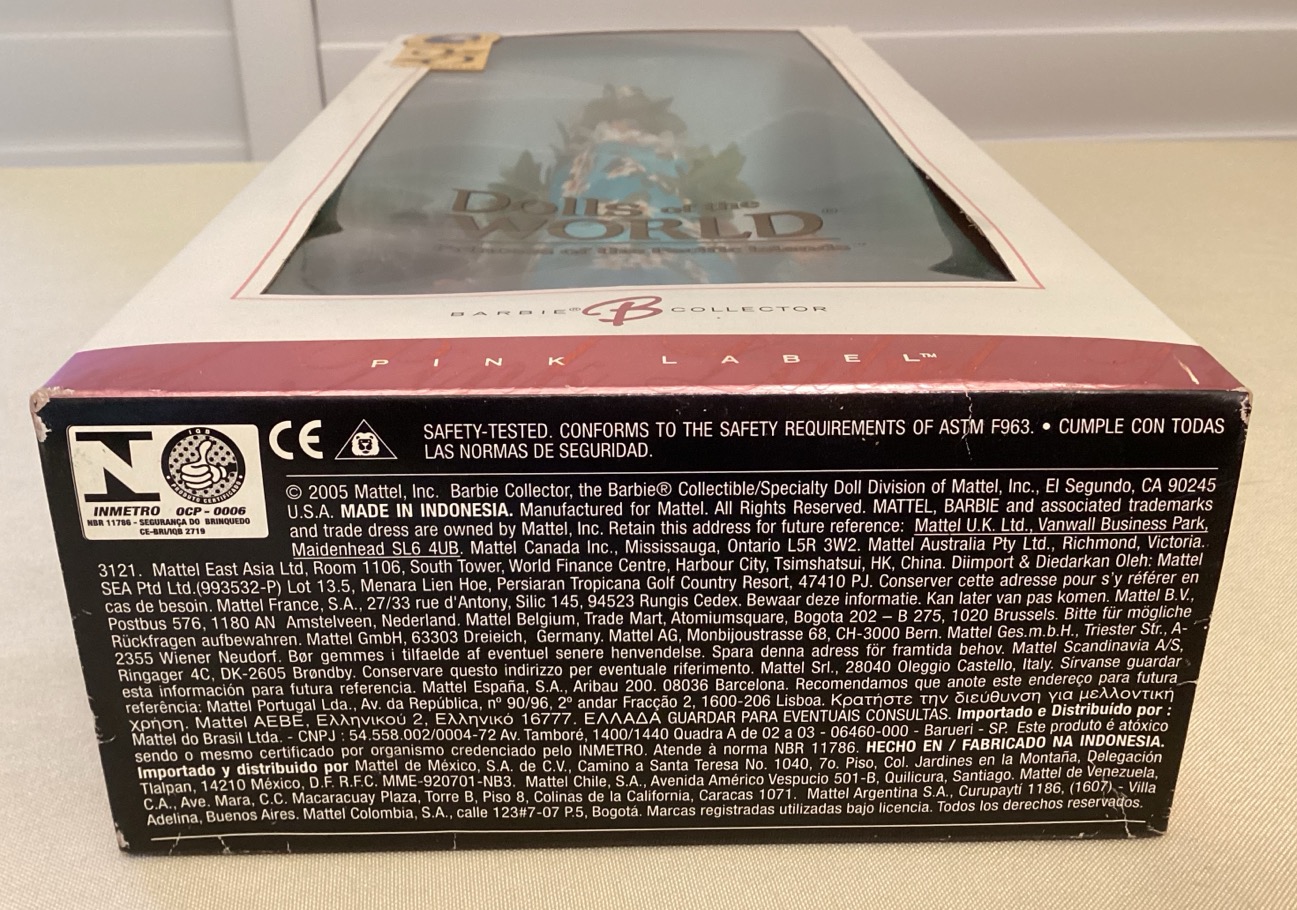 Dolls of the
WORLD®
Princess of the Pacific Islands™
BARBIE® B COLLECTOR
PINK LABEL™
N
IQB
PRODUTO CERTIFICADO
INMETRO OCP - 0006
NBR 11786 - SEGURANÇA DO BRINQUEDO
CE-BRI/IQB 2719
CE
SAFETY-TESTED. CONFORMS TO THE SAFETY REQUIREMENTS OF ASTM F963. • CUMPLE CON TODAS
LAS NORMAS DE SEGURIDAD.
© 2005 Mattel, Inc. Barbie Collector, the Barbie® Collectible/Specialty Doll Division of Mattel, Inc., El Segundo, CA 90245
U.S.A. MADE IN INDONESIA. Manufactured for Mattel. All Rights Reserved. MATTEL, BARBIE and associated trademarks
and trade dress are owned by Mattel, Inc. Retain this address for future reference: Mattel U.K. Ltd., Vanwall Business Park,
Maidenhead SL6 4UB. Mattel Canada Inc., Mississauga, Ontario L5R 3W2. Mattel Australia Pty Ltd., Richmond, Victoria.
3121. Mattel East Asia Ltd, Room 1106, South Tower, World Finance Centre, Harbour City, Tsimshatsui, HK, China. Diimport & Diedarkan Oleh: Mattel
SEA Ptd Ltd.(993532-P) Lot 13.5, Menara Lien Hoe, Persiaran Tropicana Golf Country Resort, 47410 PJ. Conserver cette adresse pour s'y référer en
cas de besoin. Mattel France, S.A., 27/33 rue d'Antony, Silic 145, 94523 Rungis Cedex. Bewaar deze informatie. Kan later van pas komen. Mattel B.V.,
Postbus 576, 1180 AN Amstelveen, Nederland. Mattel Belgium, Trade Mart, Atomiumsquare, Bogota 202 – B 275, 1020 Brussels. Bitte für mögliche
Rückfragen aufbewahren. Mattel GmbH, 63303 Dreieich, Germany. Mattel AG, Monbijoustrasse 68, CH-3000 Bern. Mattel Ges.m.b.H., Triester Str., A-
2355 Wiener Neudorf. Bør gemmes i tilfaelde af eventuel senere henvendelse. Spara denna adress för framtida behov. Mattel Scandinavia A/S,
Ringager 4C, DK-2605 Brøndby. Conservare questo indirizzo per eventuale riferimento. Mattel Srl., 28040 Oleggio Castello, Italy. Sírvanse guardar
esta información para futura referencia. Mattel España, S.A., Aribau 200. 08036 Barcelona. Recomendamos que anote este endereço para futura
referência: Mattel Portugal Lda., Av. da República, nº 90/96, 2º andar Fracção 2, 1600-206 Lisboa. Κρατήστε την διεύθυνση για μελλοντική
χρήση. Mattel AEBE, Ελληνικού 2, Ελληνικό 16777. ΕΛΛΑΔΑ GUARDAR PARA EVENTUAIS CONSULTAS. Importado e Distribuído por :
Mattel do Brasil Ltda. - CNPJ : 54.558.002/0004-72 Av. Tamboré, 1400/1440 Quadra A de 02 a 03 - 06460-000 - Barueri - SP. Este produto é atóxico
sendo o mesmo certificado por organismo credenciado pelo INMETRO. Atende à norma NBR 11786. HECHO EN / FABRICADO NA INDONESIA.
Importado y distribuido por Mattel de México, S.A. de C.V., Camino a Santa Teresa No. 1040, 7o. Piso, Col. Jardines en la Montaña, Delegación
Tlalpan, 14210 México, D.F. R.F.C. MME-920701-NB3. Mattel Chile, S.A., Avenida Américo Vespucio 501-B, Quilicura, Santiago. Mattel de Venezuela,
C.A., Ave. Mara, C.C. Macaracuay Plaza, Torre B, Piso 8, Colinas de la California, Caracas 1071. Mattel Argentina S.A., Curupaytí 1186, (1607) - Villa
Adelina, Buenos Aires. Mattel Colombia, S.A., calle 123#7-07 P.5, Bogotá. Marcas registradas utilizadas bajo licencia. Todos los derechos reservados.